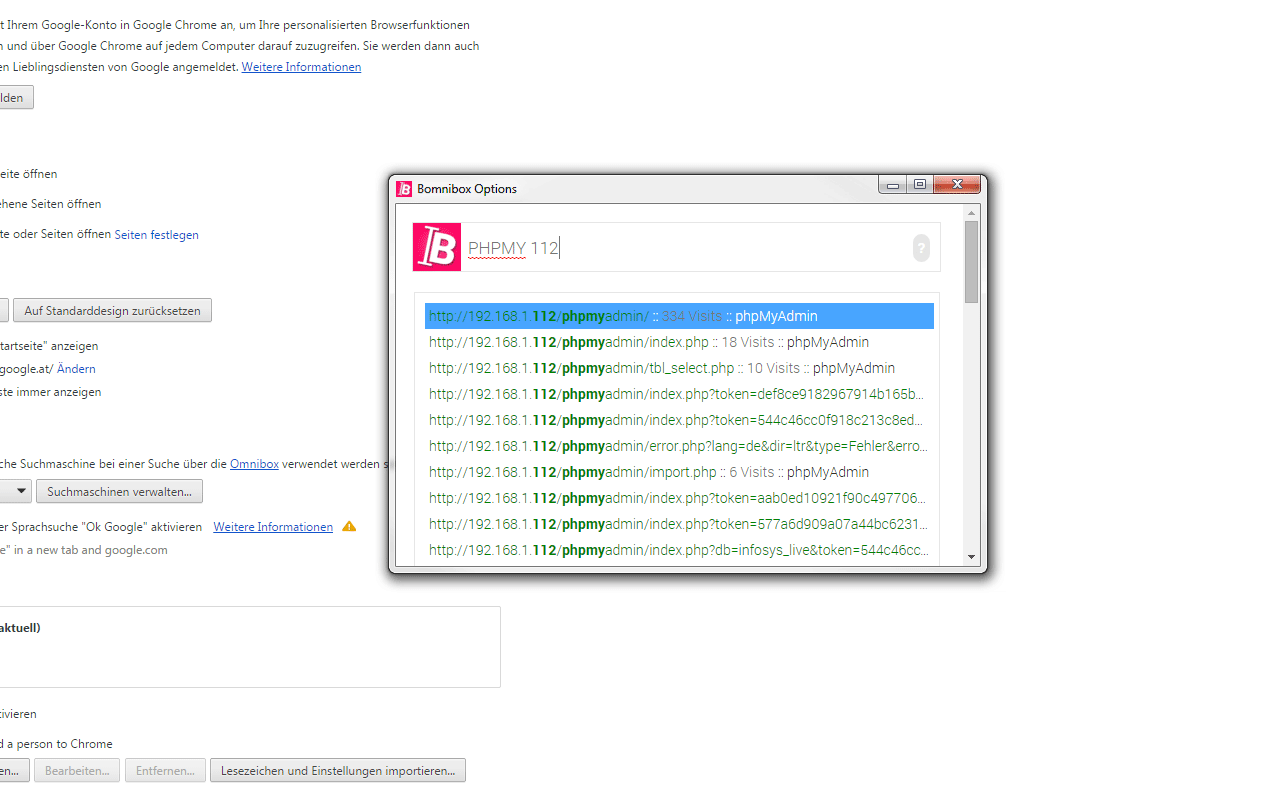 t Ihrem Google-Konto in Google Chrome an, um Ihre personalisierten Browserfunktionen
n und über Google Chrome auf jedem Computer darauf zuzugreifen. Sie werden dann auch
en Lieblingsdiensten von Google angemeldet. Weitere Informationen
lden
eite öffnen
ehene Seiten öffnen
te oder Seiten öffnen Seiten festlegen
Auf Standarddesign zurücksetzen
tartseite" anzeigen
google.at/ Ändern
ste immer anzeigen
che Suchmaschine bei einer Suche über die Omnibox verwendet werden s
Suchmaschinen verwalten...
er Sprachsuche "Ok Google" aktivieren Weitere Informationen
e" in a new tab and google.com
aktuell)
tivieren
d a person to Chrome
en... Bearbeiten... Entfernen... Lesezeichen und Einstellungen importieren...
Bomnibox Options
B
PHPMY 112 ?
http://192.168.1.112/phpmyadmin/ :: 334 Visits :: phpMyAdmin
http://192.168.1.112/phpmyadmin/index.php :: 18 Visits :: phpMyAdmin
http://192.168.1.112/phpmyadmin/tbl_select.php :: 10 Visits :: phpMyAdmin
http://192.168.1.112/phpmyadmin/index.php?token=def8ce9182967914b165b...
http://192.168.1.112/phpmyadmin/index.php?token=544c46cc0f918c213c8ed...
http://192.168.1.112/phpmyadmin/error.php?lang=de&dir=ltr&type=Fehler&erro...
http://192.168.1.112/phpmyadmin/import.php :: 6 Visits :: phpMyAdmin
http://192.168.1.112/phpmyadmin/index.php?token=aab0ed10921f90c497706...
http://192.168.1.112/phpmyadmin/index.php?token=577a6d909a07a44bc6231...
http://192.168.1.112/phpmyadmin/index.php?db=infosys_live&token=544c46cc...